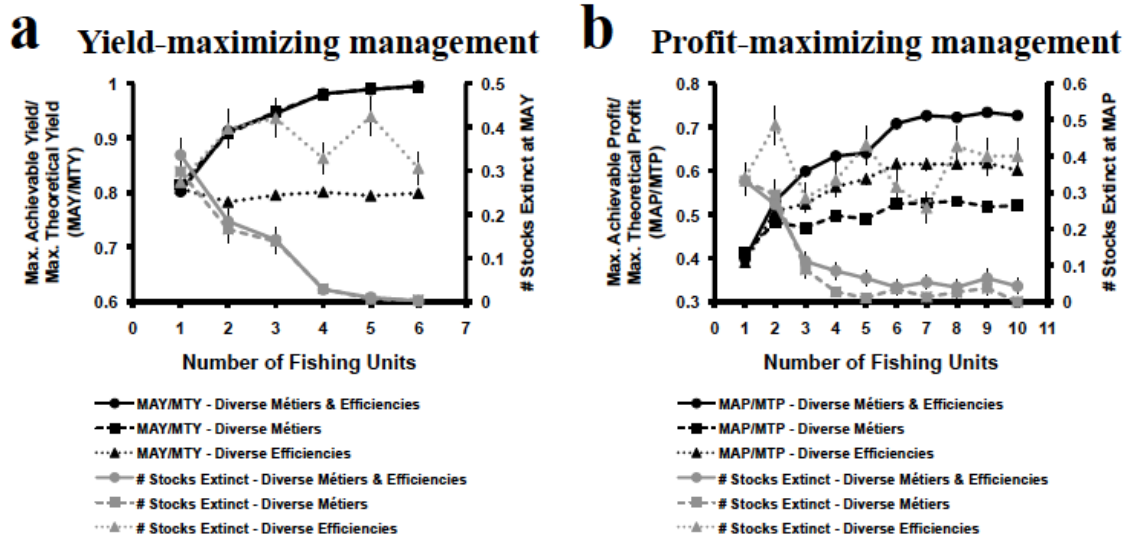 a Yield-maximizing management
1
0.9
0.8
0.7
0.6
Max. Achievable Yield/
Max. Theoretical Yield
(MAY/MTY)
0.5
0.4
0.3
0.2
0.1
0
# Stocks Extinct at MAY
0 1 2 3 4 5 6 7
Number of Fishing Units
MAY/MTY - Diverse Métiers & Efficiencies
MAY/MTY - Diverse Métiers
MAY/MTY - Diverse Efficiencies
# Stocks Extinct - Diverse Métiers & Efficiencies
# Stocks Extinct - Diverse Métiers
# Stocks Extinct - Diverse Efficiencies
b Profit-maximizing management
0.8
0.7
0.6
0.5
0.4
0.3
Max. Achievable Profit/
Max. Theoretical Profit
(MAP/MTP)
0.6
0.5
0.4
0.3
0.2
0.1
0
# Stocks Extinct at MAP
0 1 2 3 4 5 6 7 8 9 10 11
Number of Fishing Units
MAP/MTP - Diverse Métiers & Efficiencies
MAP/MTP - Diverse Métiers
MAP/MTP - Diverse Efficiencies
# Stocks Extinct - Diverse Métiers & Efficiencies
# Stocks Extinct - Diverse Métiers
# Stocks Extinct - Diverse Efficiencies